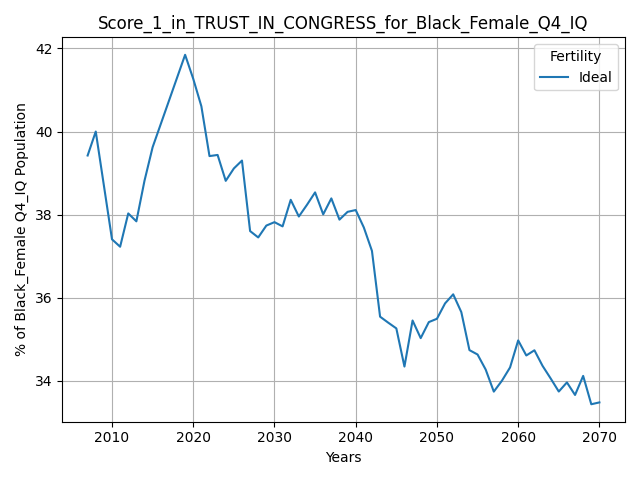 Score_1_in_TRUST_IN_CONGRESS_for_Black_Female_Q4_IQ
Fertility
Ideal
% of Black_Female Q4_IQ Population
42
40
38
36
34
2010 2020 2030 2040 2050 2060 2070
Years